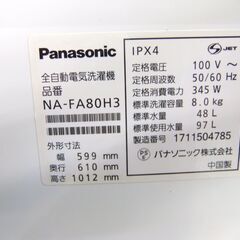 Panasonic
全自動電気洗濯機
品番
NA-FA80H3
外形寸法
幅 599 mm
奥行 610 mm
高さ 1012 mm
IPX4
JET
定格電圧 100 V~
定格周波数 50/60 Hz
定格消費電力 345 W
標準洗濯容量 8.0kg
標準水量 48 L
標準使用水量 97 L
製造番号 1711504785
パナソニック株式会社
中国製